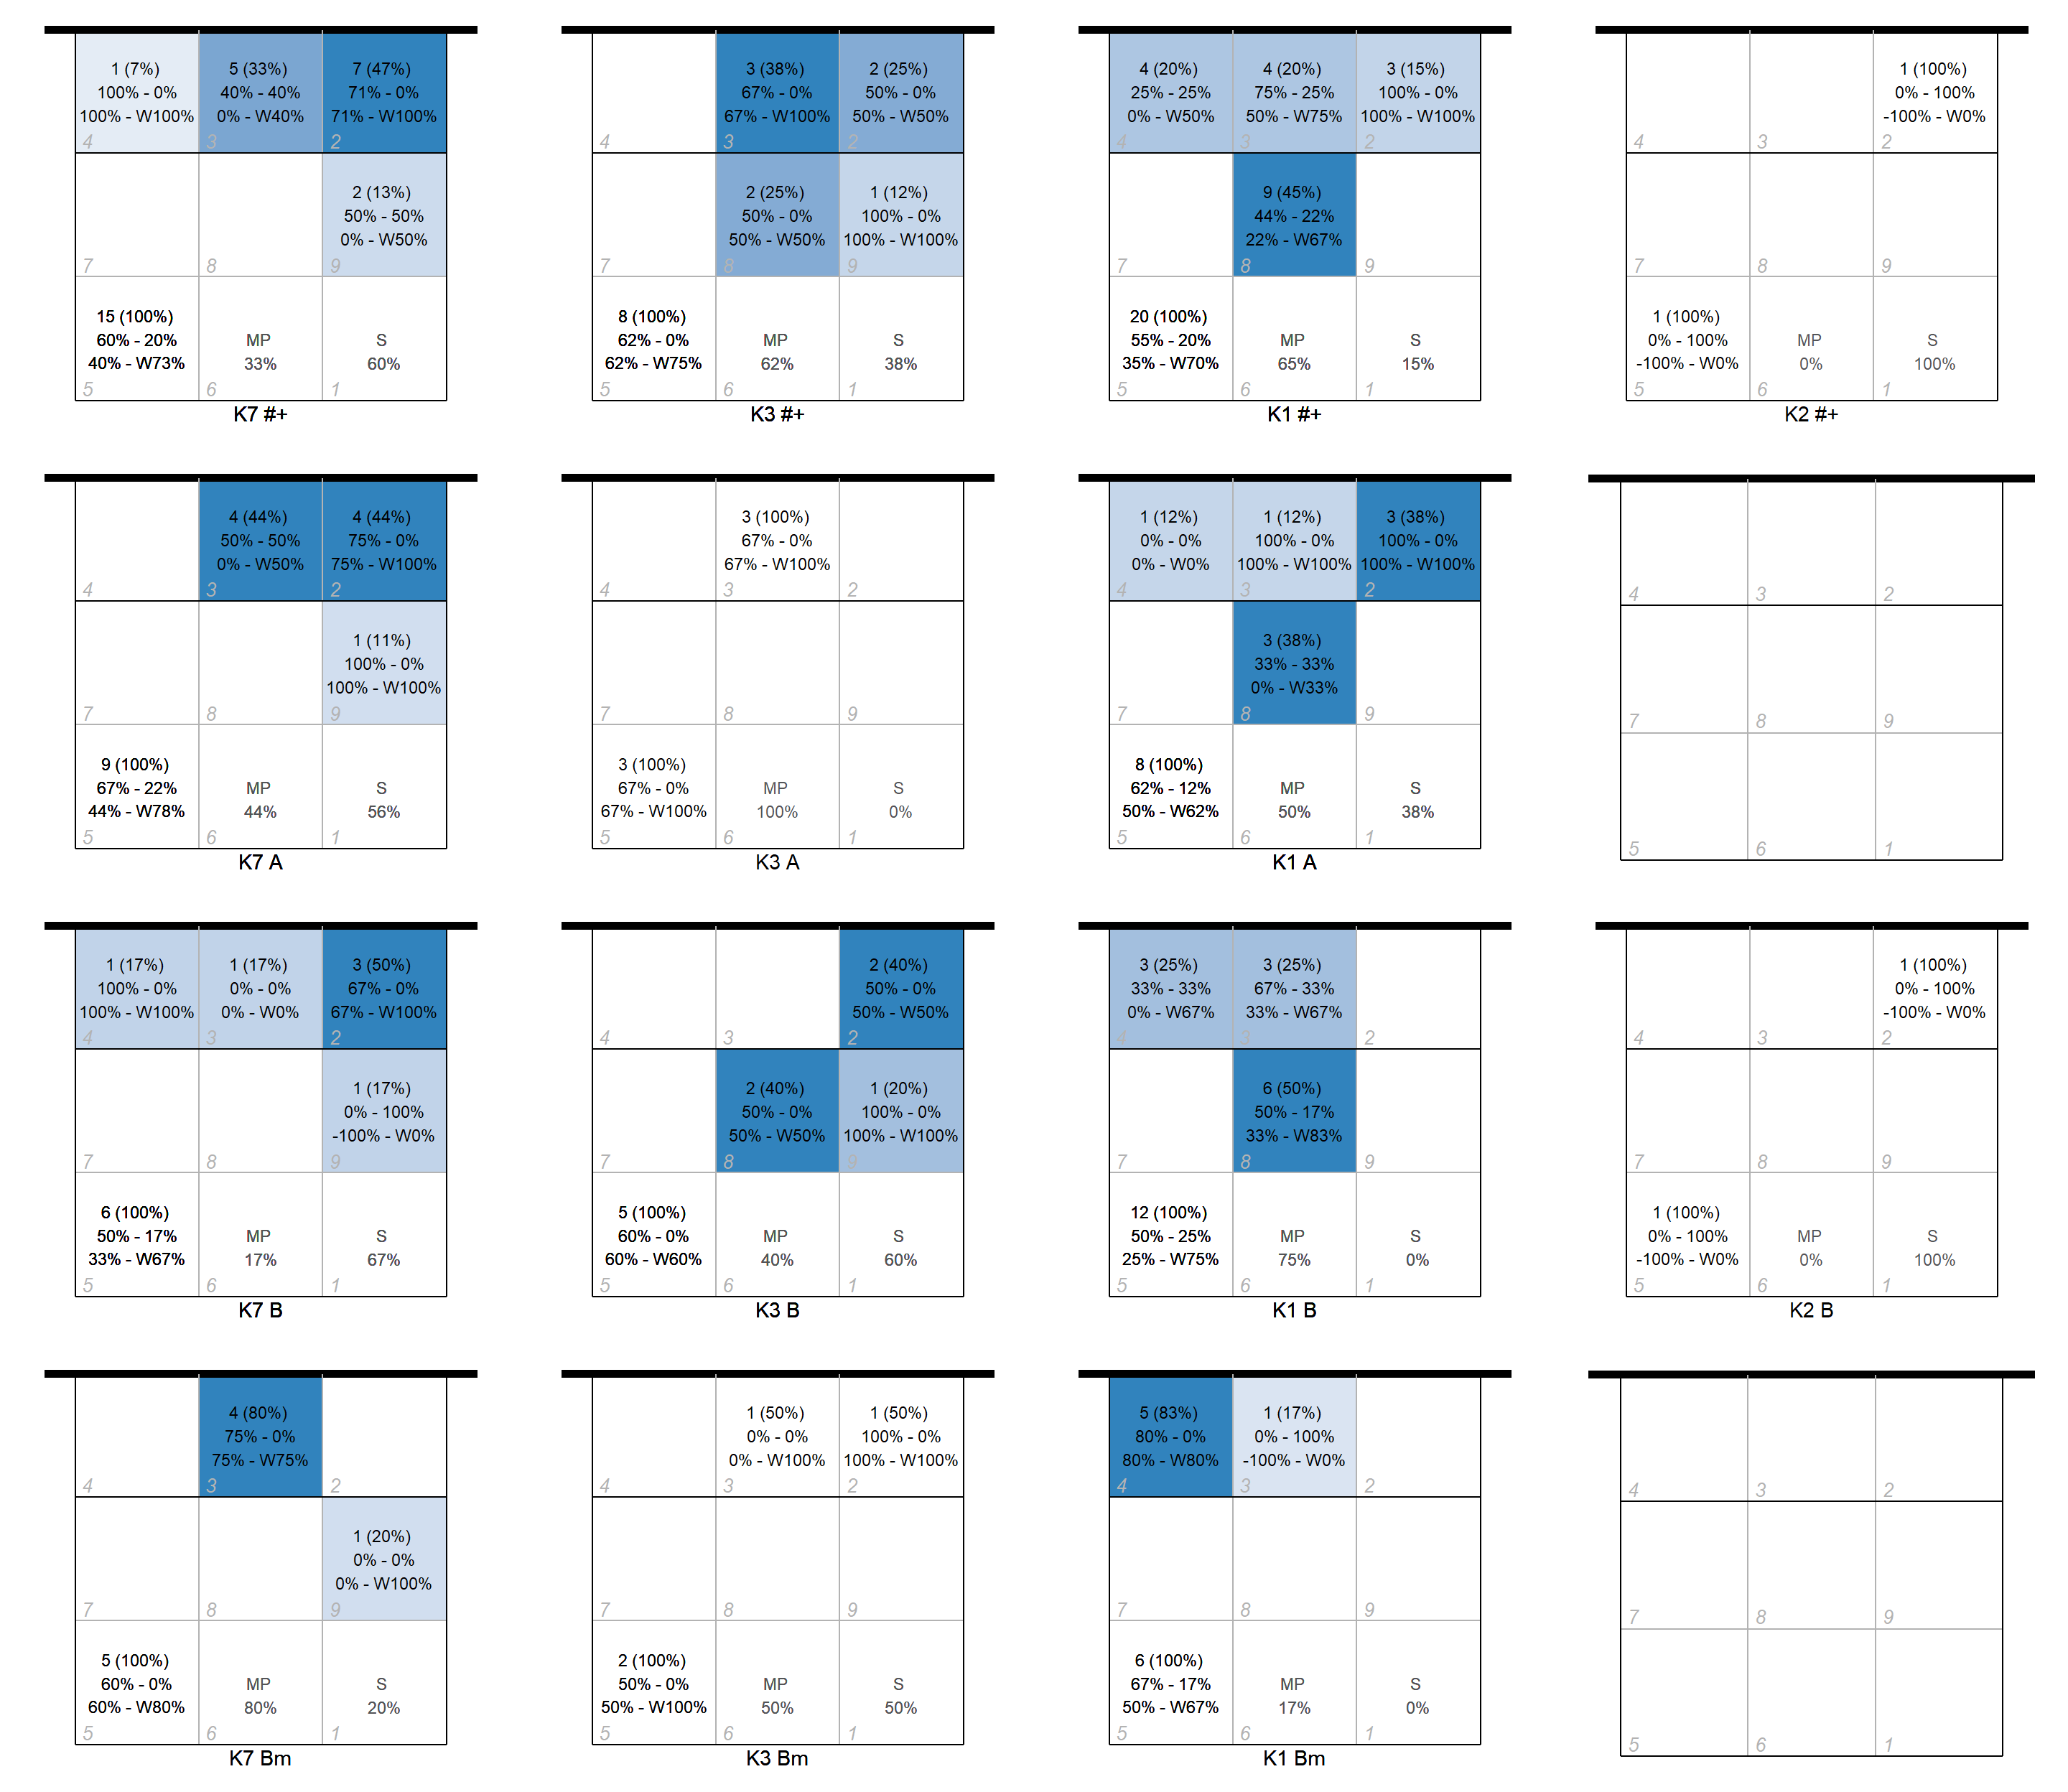 1 (7%)
100% - 0%
100% - W100%
4
5 (33%)
40% - 40%
0% - W40%
3
7 (47%)
71% - 0%
71% - W100%
2
7
8
2 (13%)
50% - 50%
0% - W50%
9
15 (100%)
60% - 20%
40% - W73%
5
MP
33%
6
S
60%
1
K7 #+
4
3 (38%)
67% - 0%
67% - W100%
3
2 (25%)
50% - 0%
50% - W50%
2
7
2 (25%)
50% - 0%
50% - W50%
8
1 (12%)
100% - 0%
100% - W100%
9
8 (100%)
62% - 0%
62% - W75%
5
MP
62%
6
S
38%
1
K3 #+
4 (20%)
25% - 25%
0% - W50%
4
4 (20%)
75% - 25%
50% - W75%
3
3 (15%)
100% - 0%
100% - W100%
2
7
9 (45%)
44% - 22%
22% - W67%
8
9
20 (100%)
55% - 20%
35% - W70%
5
MP
65%
6
S
15%
1
K1 #+
4
3
1 (100%)
0% - 100%
-100% - W0%
2
7
8
9
1 (100%)
0% - 100%
-100% - W0%
5
MP
0%
6
S
100%
1
K2 #+
4
4 (44%)
50% - 50%
0% - W50%
3
4 (44%)
75% - 0%
75% - W100%
2
7
8
1 (11%)
100% - 0%
100% - W100%
9
9 (100%)
67% - 22%
44% - W78%
5
MP
44%
6
S
56%
1
K7 A
4
3 (100%)
67% - 0%
67% - W100%
3
2
7
8
9
3 (100%)
67% - 0%
67% - W100%
5
MP
100%
6
S
0%
1
K3 A
1 (12%)
0% - 0%
0% - W0%
4
1 (12%)
100% - 0%
100% - W100%
3
3 (38%)
100% - 0%
100% - W100%
2
7
3 (38%)
33% - 33%
0% - W33%
8
9
8 (100%)
62% - 12%
50% - W62%
5
MP
50%
6
S
38%
1
K1 A
4
3
2
7
8
9
5
6
1
1 (17%)
100% - 0%
100% - W100%
4
1 (17%)
0% - 0%
0% - W0%
3
3 (50%)
67% - 0%
67% - W100%
2
7
8
1 (17%)
0% - 100%
-100% - W0%
9
6 (100%)
50% - 17%
33% - W67%
5
MP
17%
6
S
67%
1
K7 B
4
3
2 (40%)
50% - 0%
50% - W50%
2
7
2 (40%)
50% - 0%
50% - W50%
8
1 (20%)
100% - 0%
100% - W100%
9
5 (100%)
60% - 0%
60% - W60%
5
MP
40%
6
S
60%
1
K3 B
3 (25%)
33% - 33%
0% - W67%
4
3 (25%)
67% - 33%
33% - W67%
3
2
7
6 (50%)
50% - 17%
33% - W83%
8
9
12 (100%)
50% - 25%
25% - W75%
5
MP
75%
6
S
0%
1
K1 B
4
3
1 (100%)
0% - 100%
-100% - W0%
2
7
8
9
1 (100%)
0% - 100%
-100% - W0%
5
MP
0%
6
S
100%
1
K2 B
4
4 (80%)
75% - 0%
75% - W75%
3
2
7
8
1 (20%)
0% - 0%
0% - W100%
9
5 (100%)
60% - 0%
60% - W80%
5
MP
80%
6
S
20%
1
K7 Bm
4
1 (50%)
0% - 0%
0% - W100%
3
1 (50%)
100% - 0%
100% - W100%
2
7
8
9
2 (100%)
50% - 0%
50% - W100%
5
MP
50%
6
S
50%
1
K3 Bm
5 (83%)
80% - 0%
80% - W80%
4
1 (17%)
0% - 100%
-100% - W0%
3
2
7
8
9
6 (100%)
67% - 17%
50% - W67%
5
MP
17%
6
S
0%
1
K1 Bm
4
3
2
7
8
9
5
6
1